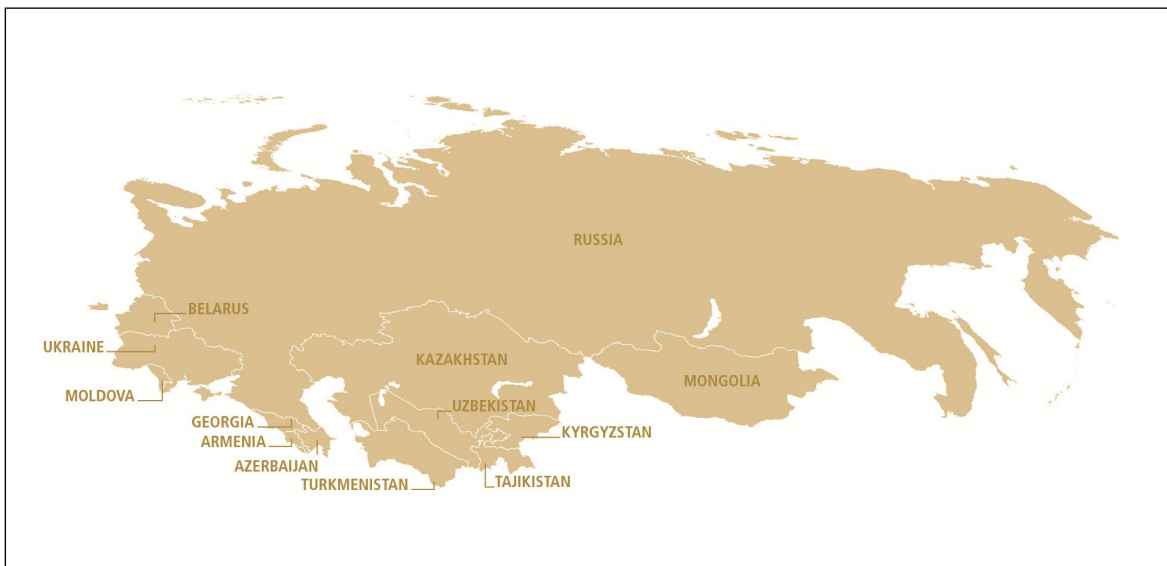 RUSSIA
BELARUS
UKRAINE
KAZAKHSTAN
MONGOLIA
MOLDOVA
UZBEKISTAN
GEORGIA
KYRGYZSTAN
ARMENIA
AZERBAIJAN
TURKMENISTAN
TAJIKISTAN